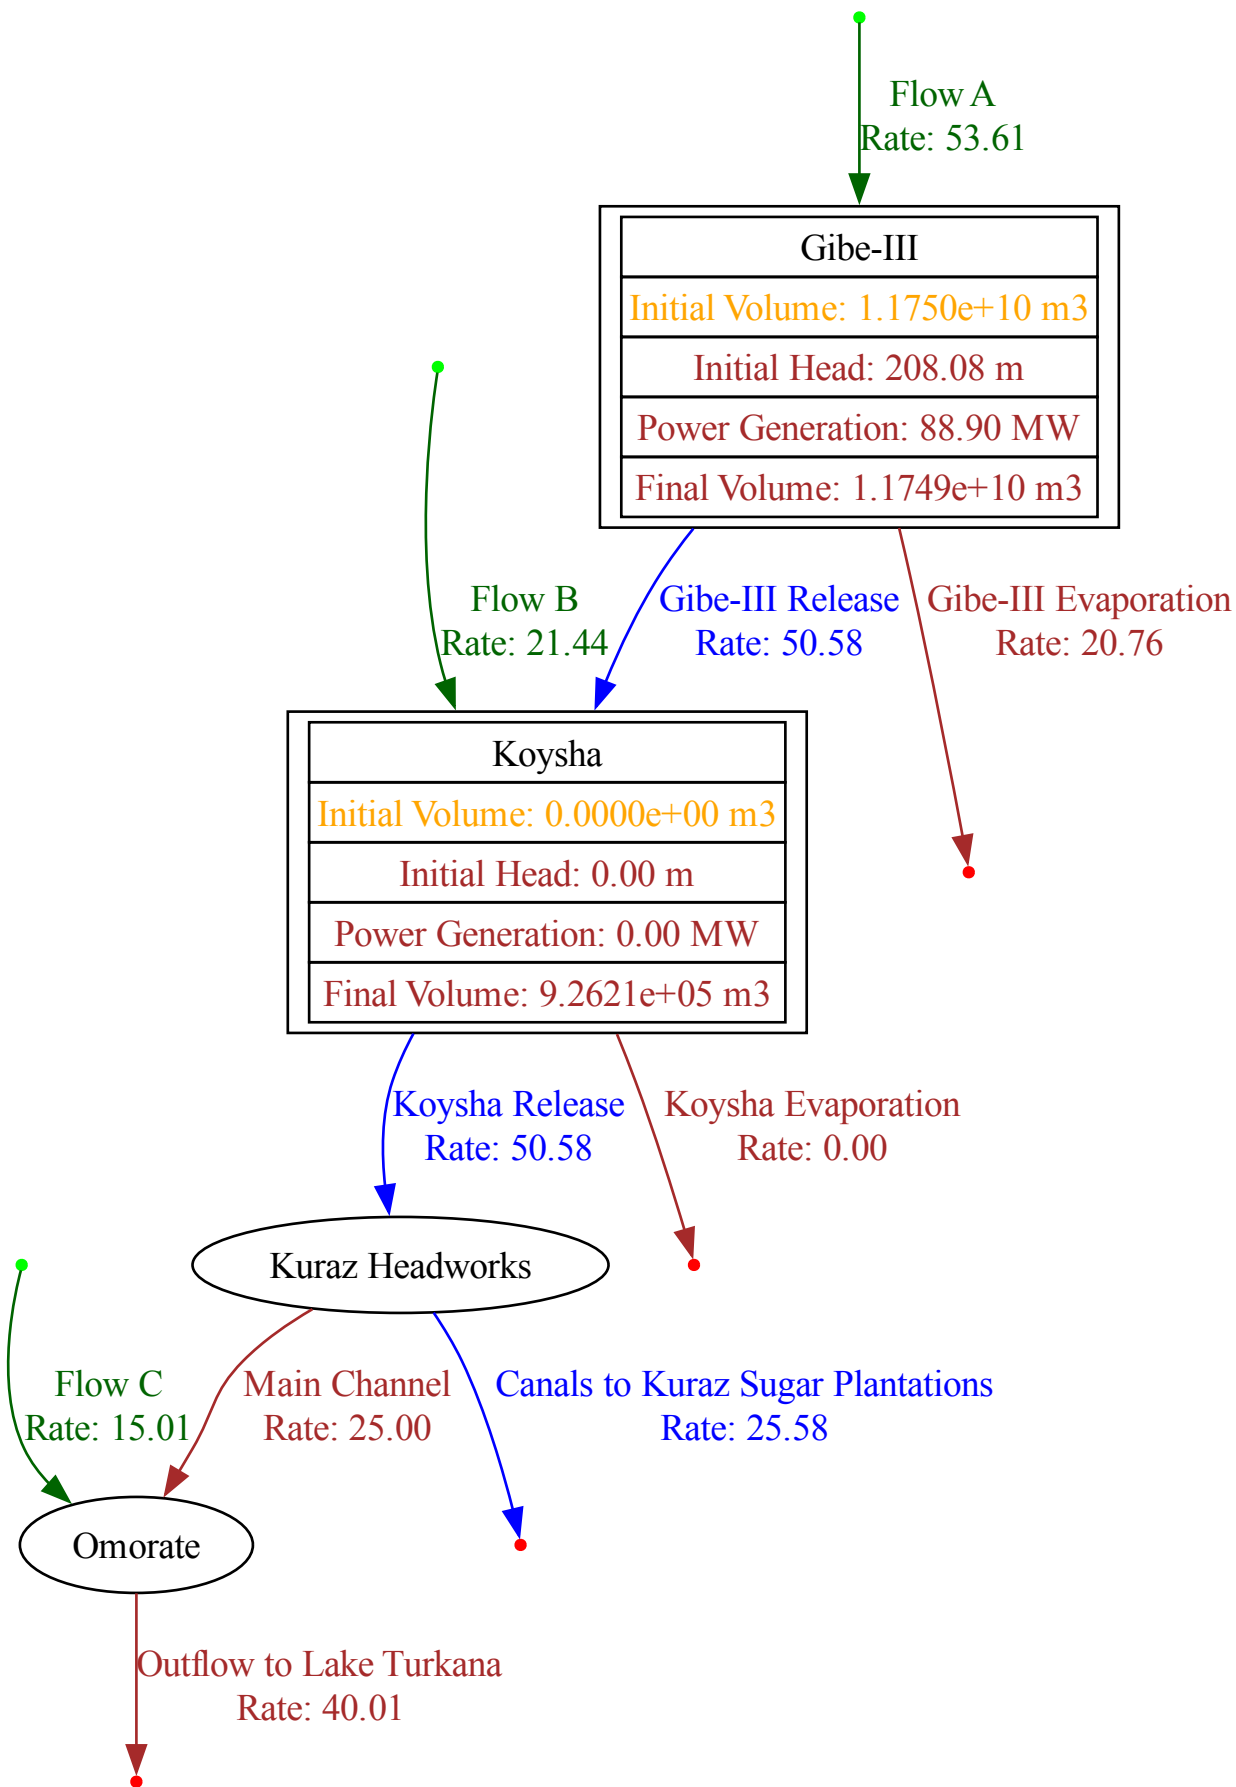 Flow A
Rate: 53.61
Gibe-III
Initial Volume: 1.1750e+10 m3
Initial Head: 208.08 m
Power Generation: 88.90 MW
Final Volume: 1.1749e+10 m3
Flow B
Rate: 21.44
Gibe-III Release
Rate: 50.58
Gibe-III Evaporation
Rate: 20.76
Koysha
Initial Volume: 0.0000e+00 m3
Initial Head: 0.00 m
Power Generation: 0.00 MW
Final Volume: 9.2621e+05 m3
Koysha Release
Rate: 50.58
Koysha Evaporation
Rate: 0.00
Kuraz Headworks
Flow C
Rate: 15.01
Main Channel
Rate: 25.00
Canals to Kuraz Sugar Plantations
Rate: 25.58
Omorate
Outflow to Lake Turkana
Rate: 40.01